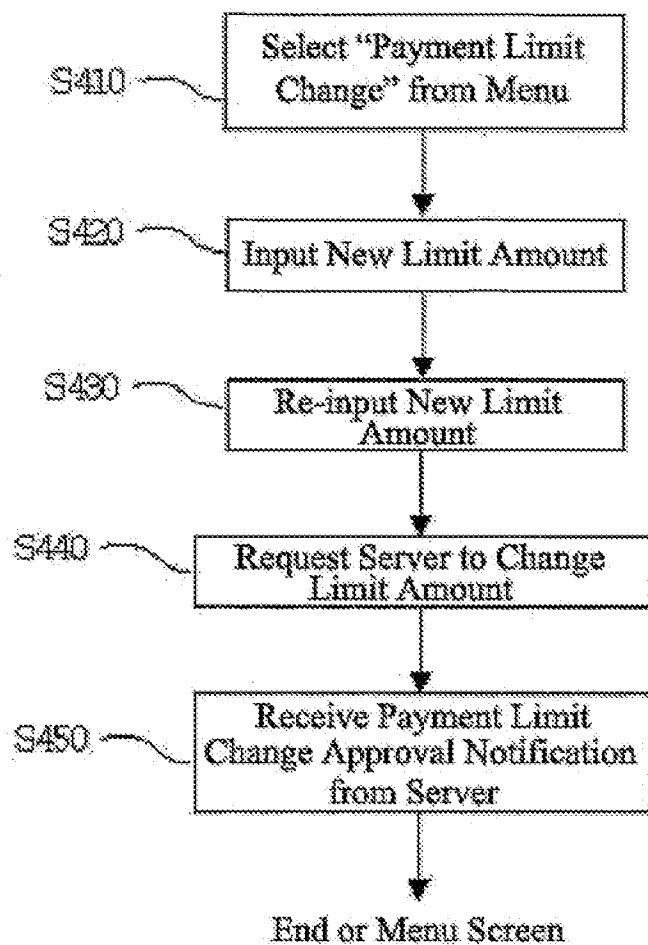 S410
Select “Payment Limit
Change” from Menu
S420
Input New Limit Amount
S430
Re-input New Limit
Amount
S440
Request Server to Change
Limit Amount
S450
Receive Payment Limit
Change Approval Notification
from Server
End or Menu Screen